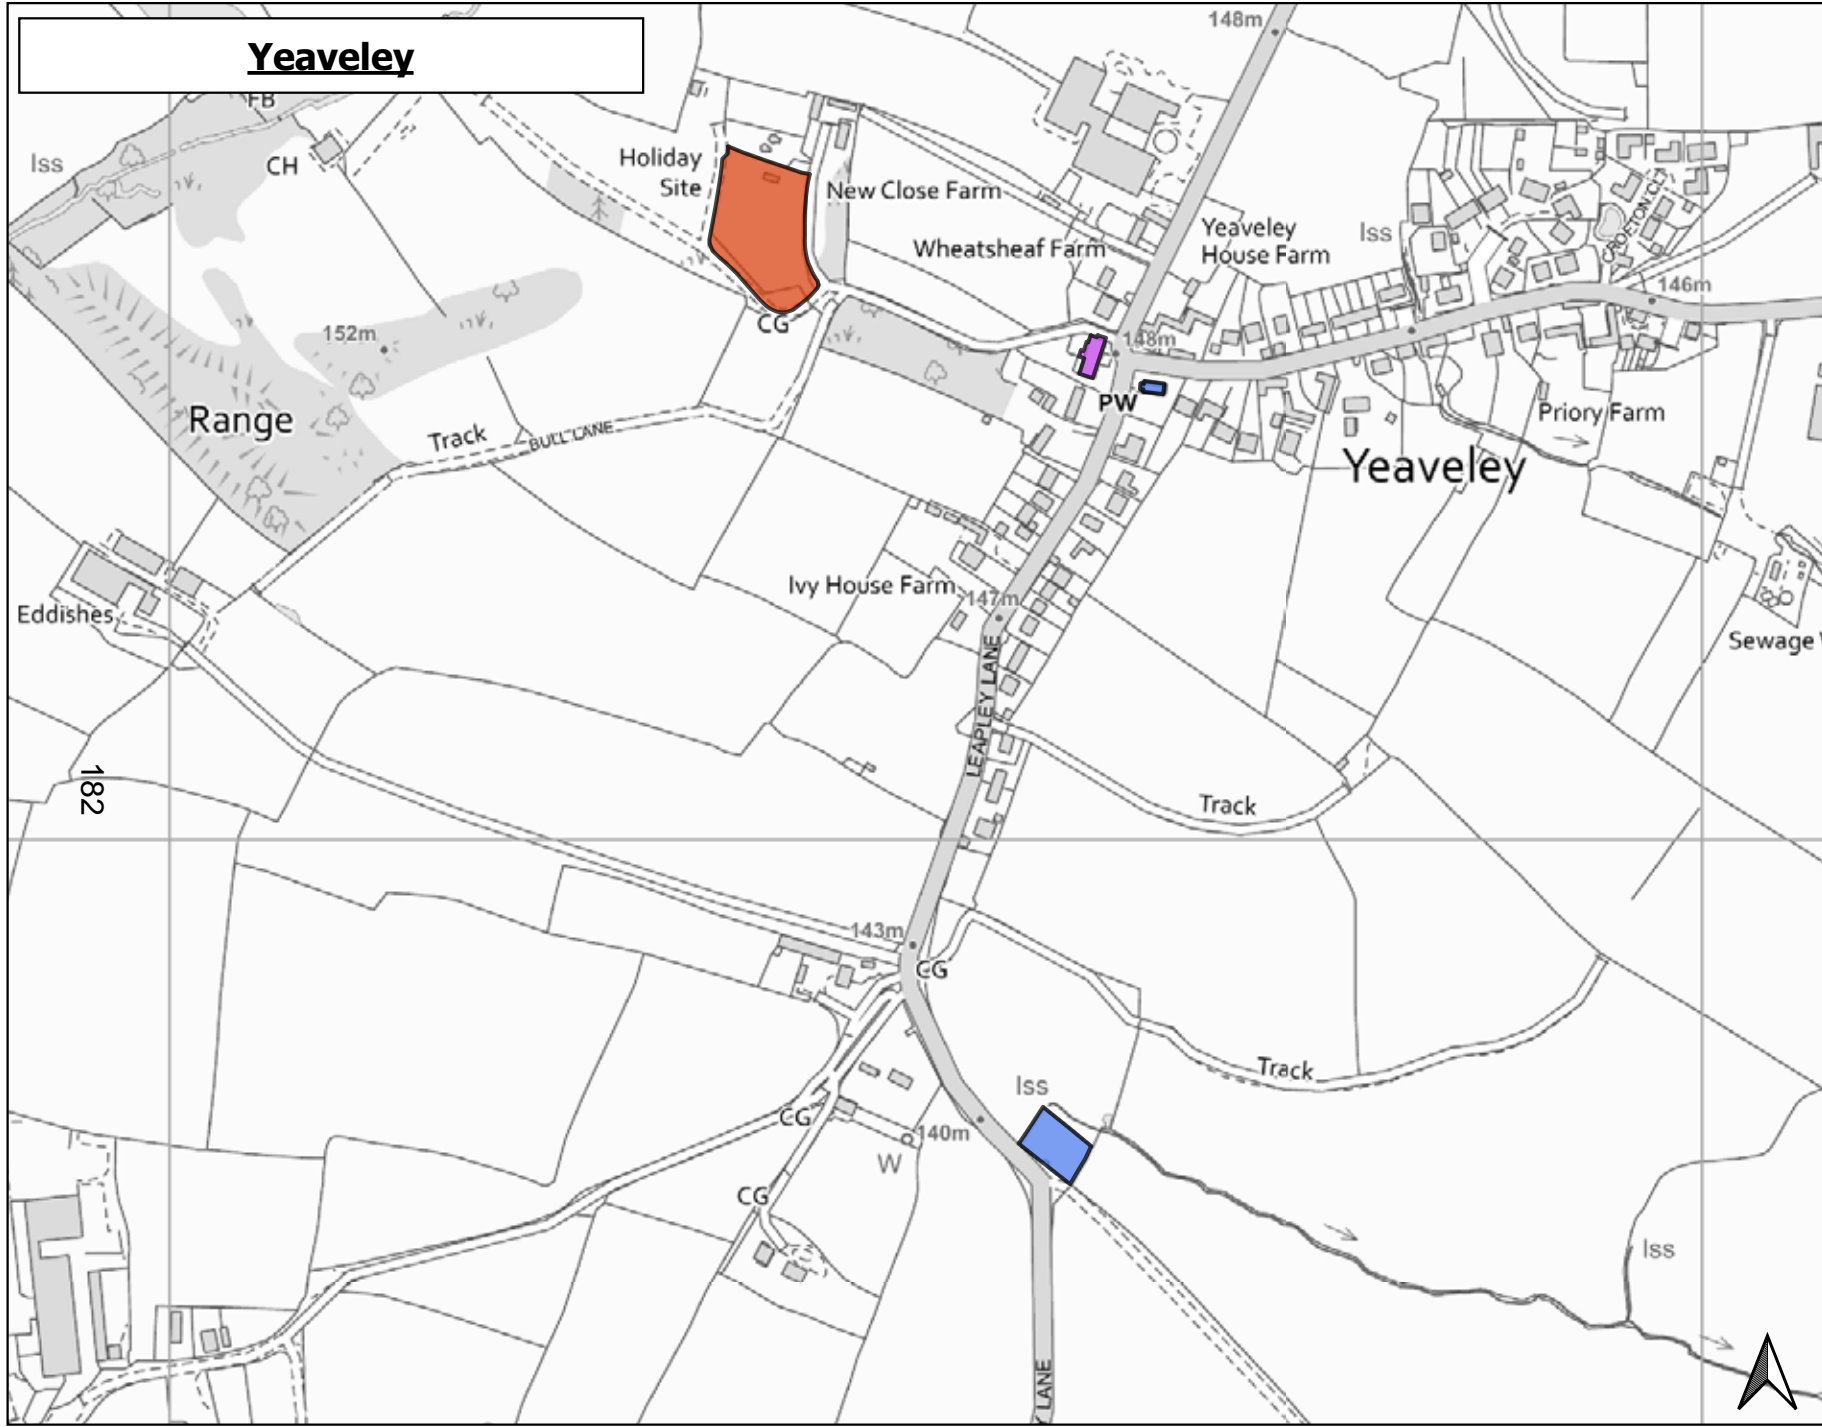 Yeaveley
148m
FB
Iss
CH
Holiday
Site
New Close Farm
Wheatsheaf Farm
Yeaveley
House Farm
Iss
CROFTON CL
146m
152m
CG
148m
PW
Range
Track
BULL LANE
Priory Farm
Yeaveley
Eddishes
Ivy House Farm
147m
Sewage
LEAPLEY LANE
182
Track
143m
CG
Track
Iss
CG
140m
W
CG
Iss
Y LANE